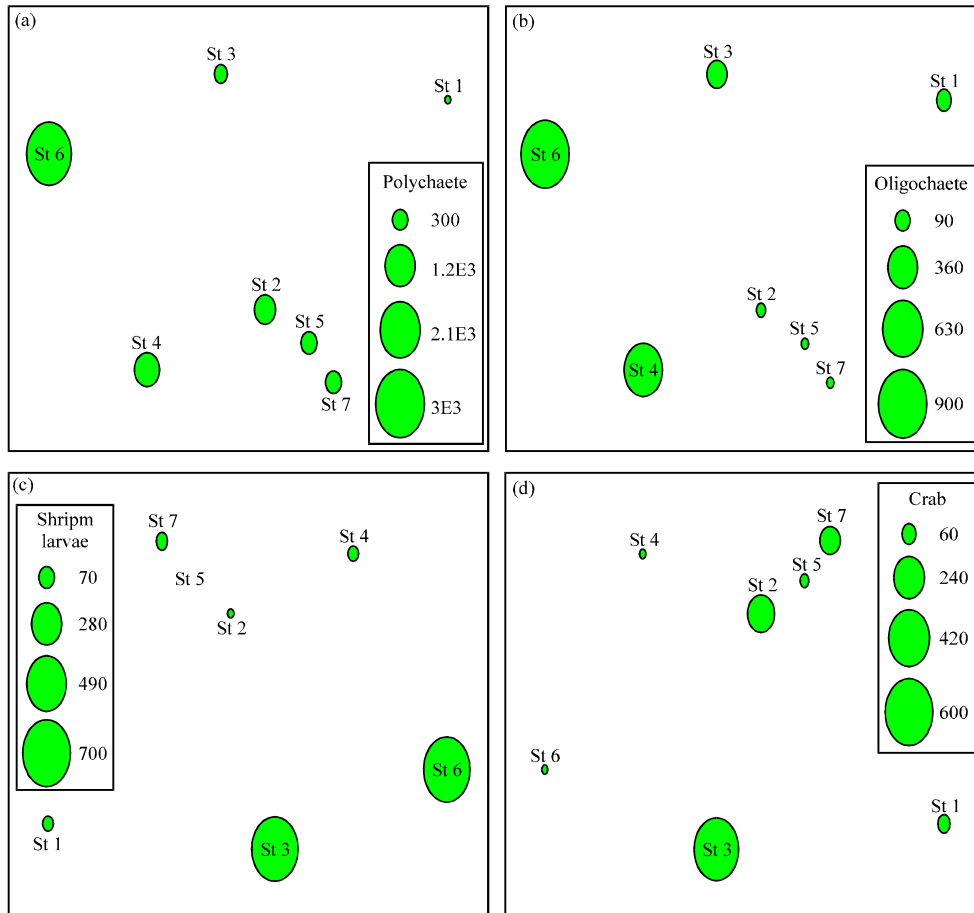 (a)
St 3
St 1
St 6
Polychaete
300
1.2E3
2.1E3
3E3
St 2
St 5
St 4
St 7
(b)
St 3
St 1
St 6
Oligochaete
90
360
630
900
St 2
St 5
St 7
St 4
(c)
Shripm
larvae
70
280
490
700
St 7
St 4
St 5
St 2
St 6
St 1
St 3
(d)
Crab
60
240
420
600
St 7
St 4
St 5
St 2
St 6
St 1
St 3